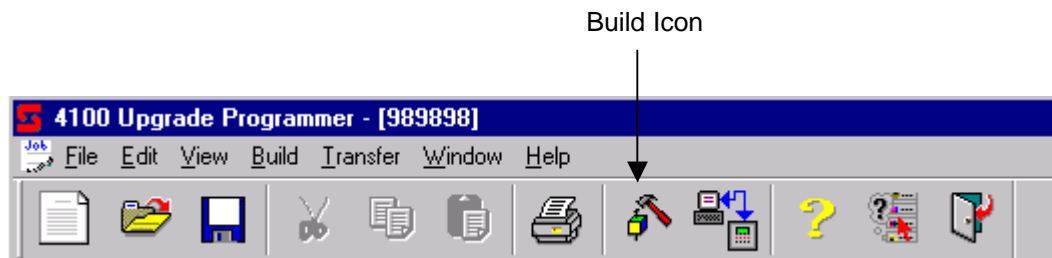 Build Icon
4100 Upgrade Programmer - [989898]
Job File Edit View Build Transfer Window Help